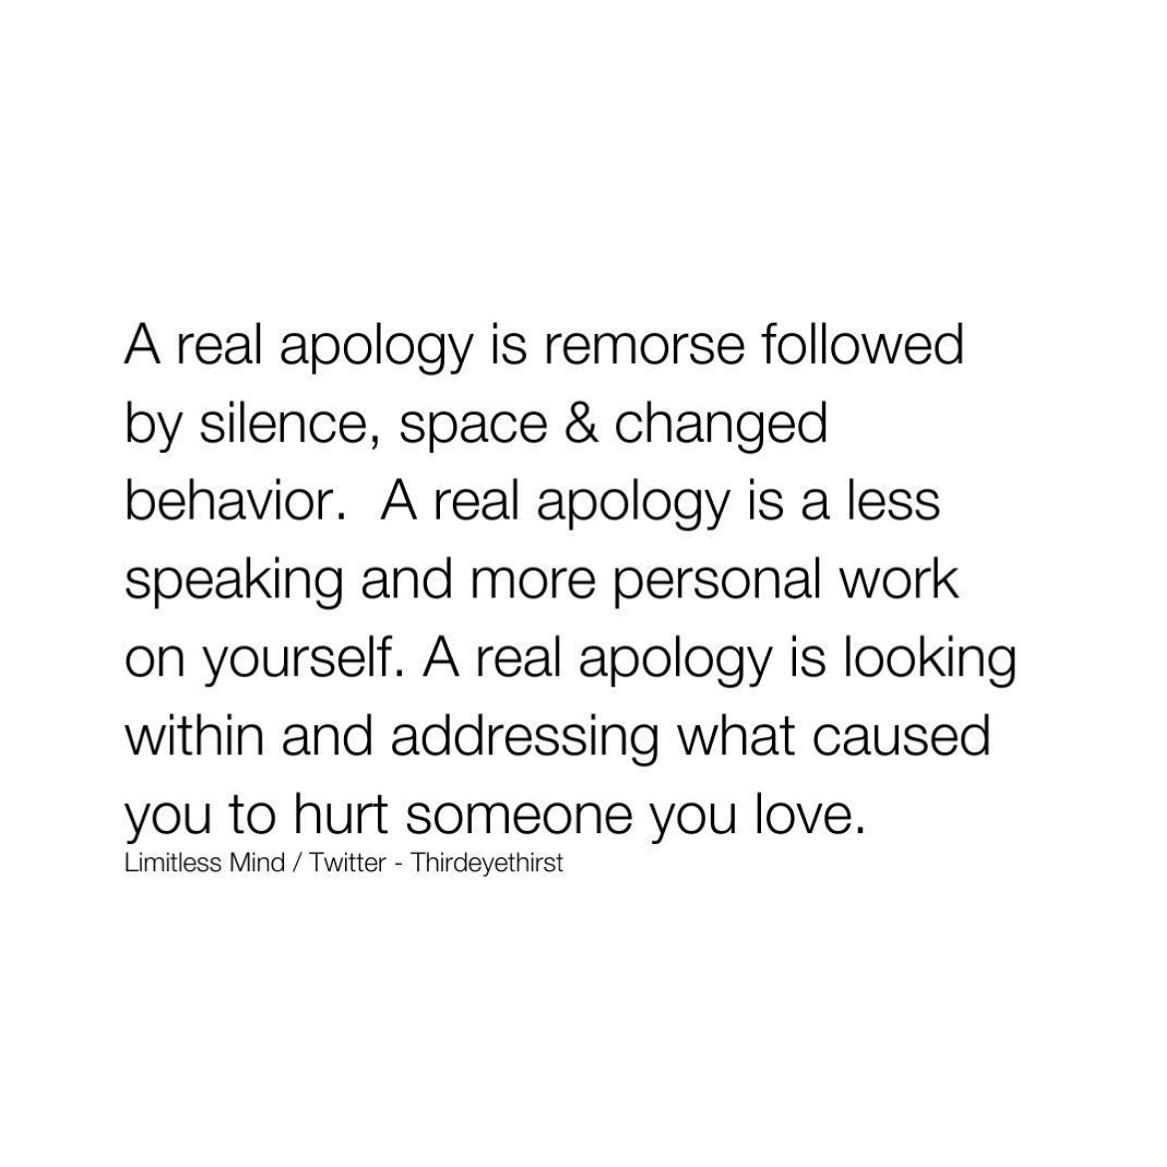 A real apology is remorse followed
by silence, space & changed
behavior.  A real apology is a less
speaking and more personal work
on yourself. A real apology is looking
within and addressing what caused
you to hurt someone you love.
Limitless Mind / Twitter - Thirdeyethirst